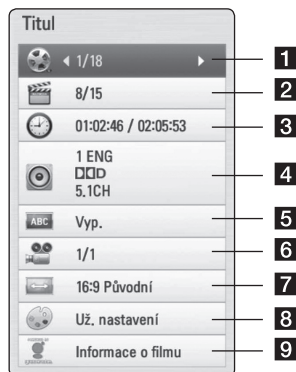 Titul
1/18 1
8/15 2
01:02:46 / 02:05:53 3
1 ENG
DD D
5.1CH 4
ABC Vyp. 5
1/1 6
16:9 Původní 7
Už. nastavení 8
Informace o filmu 9